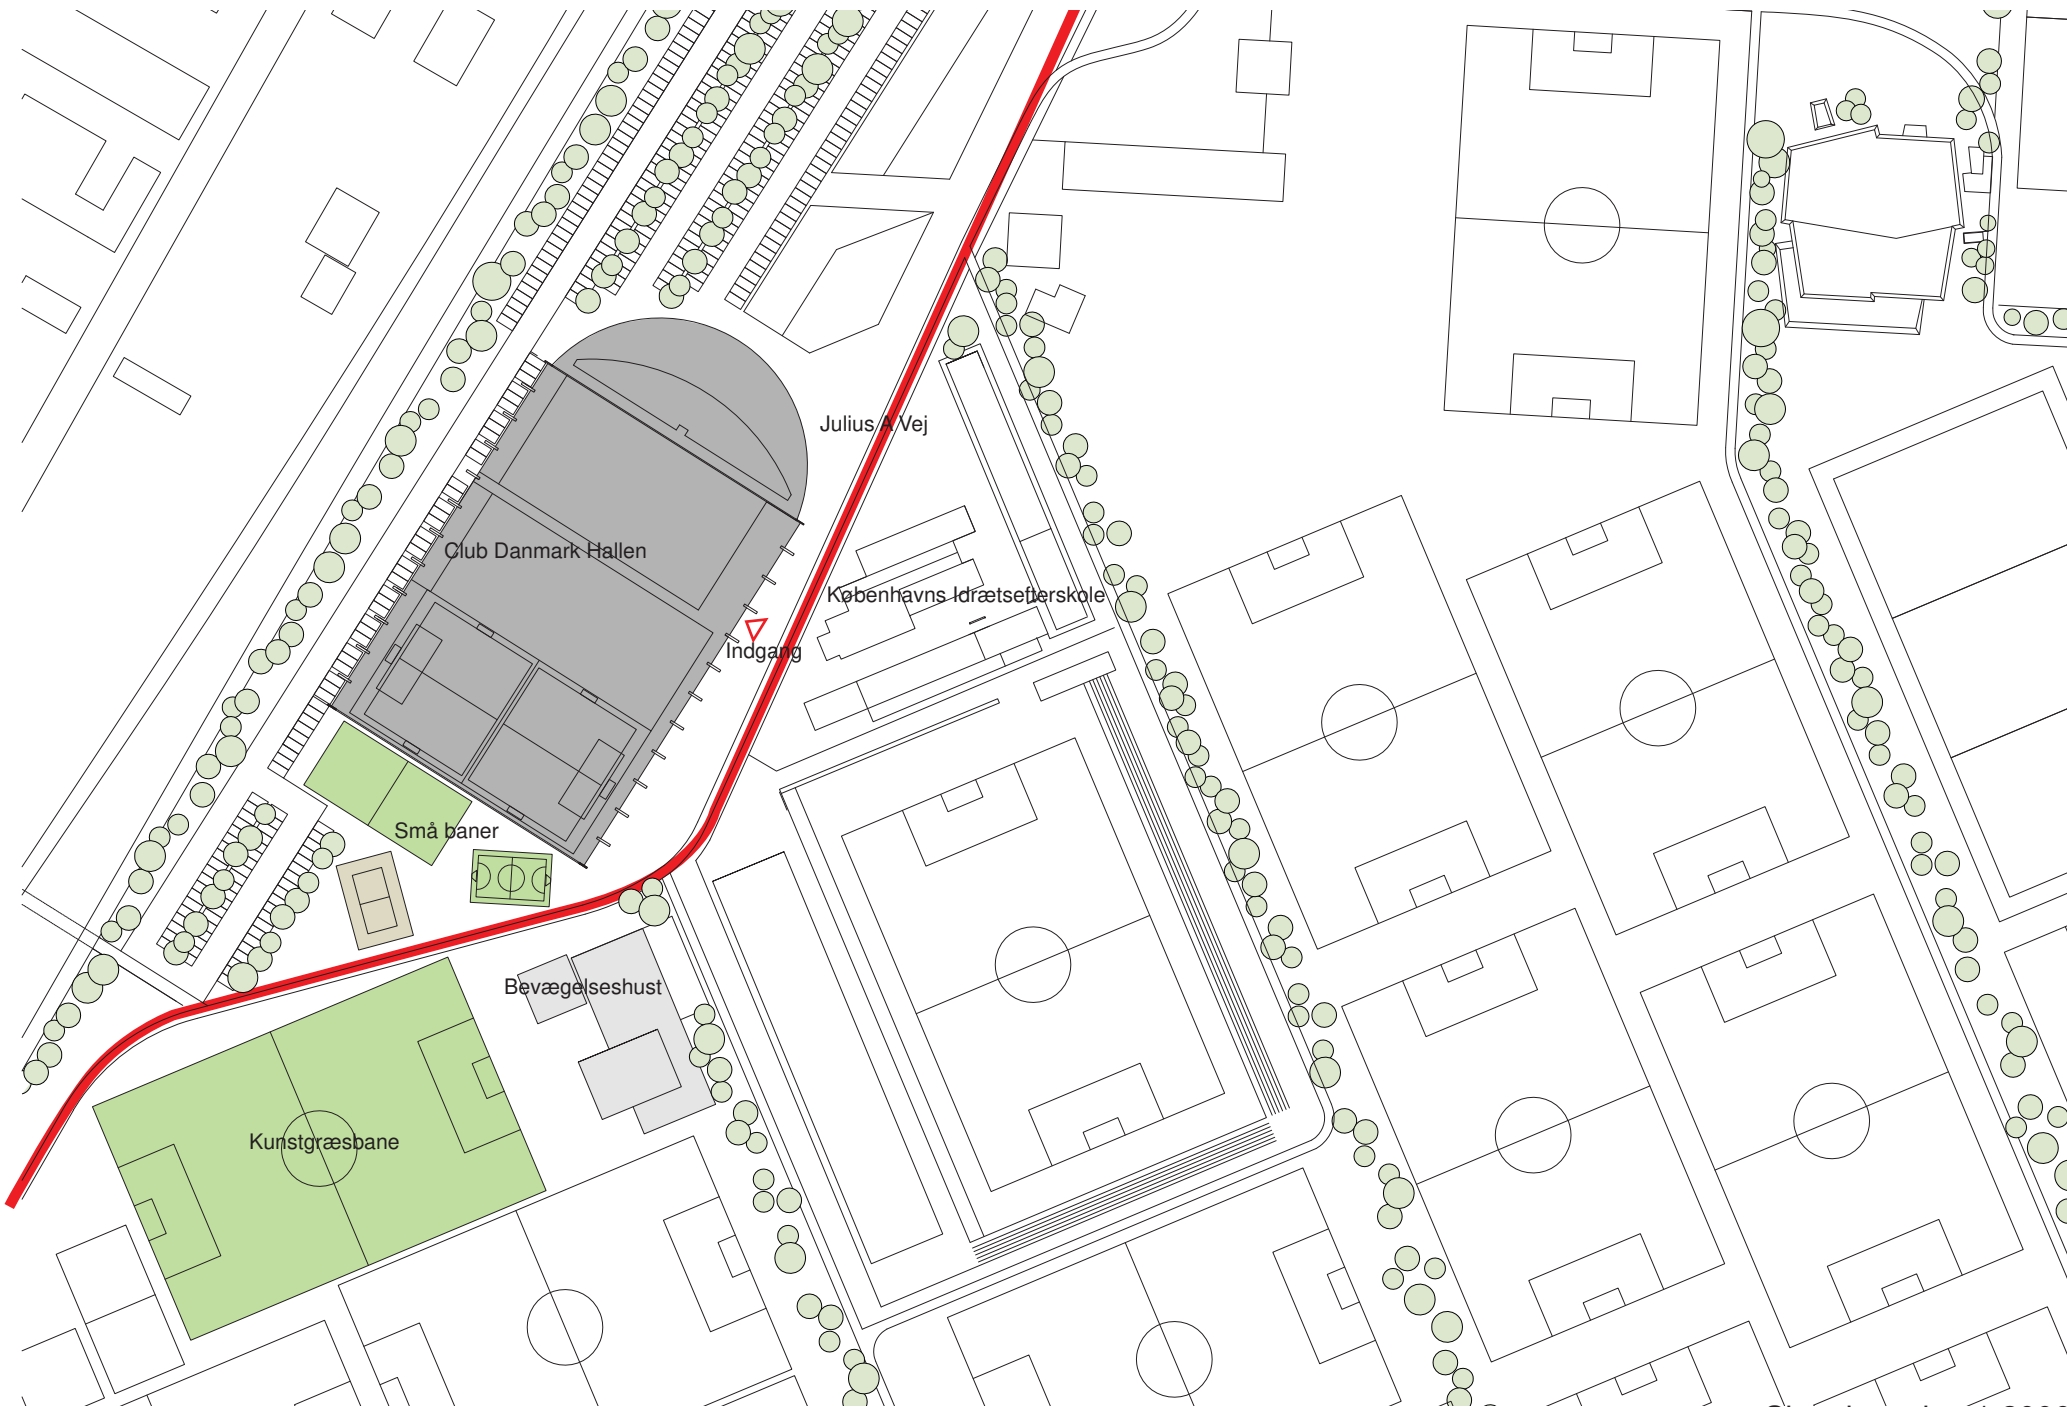 Julius A Vej
Club Danmark Hallen
Københavns Idrætsefterskole
Indgang
Små baner
Bevægelseshust
Kunstgræsbane